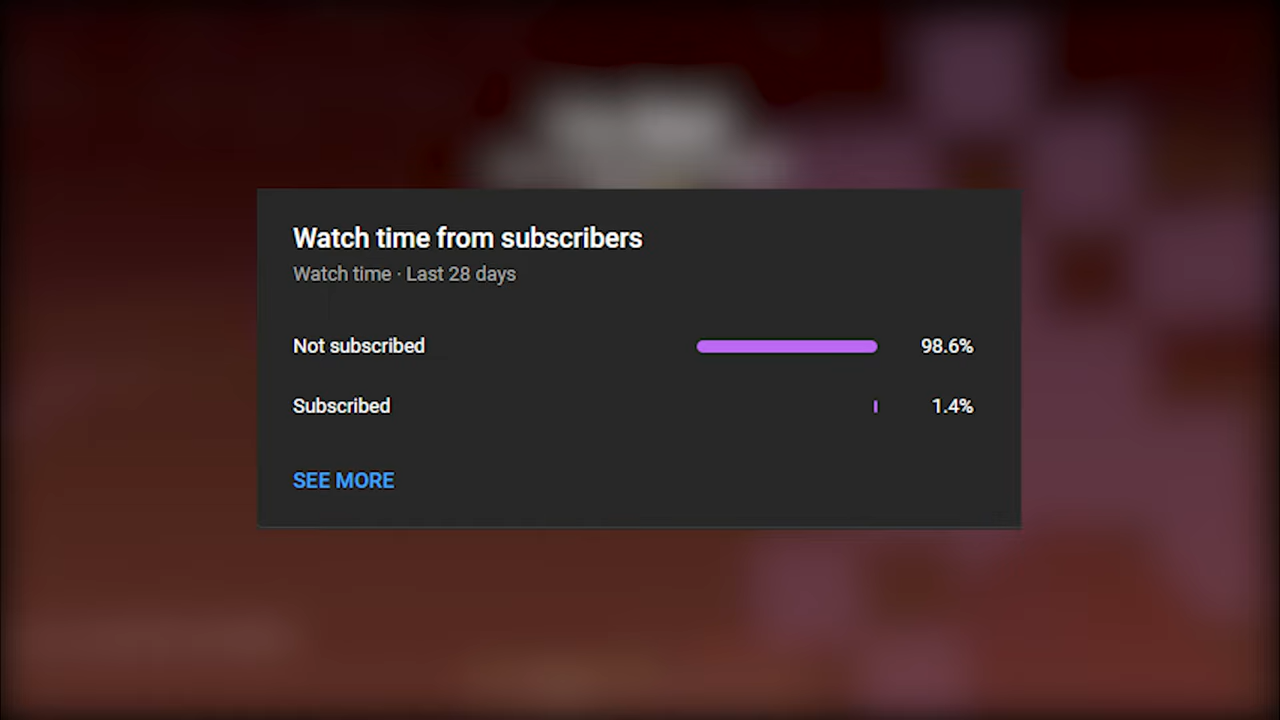 Watch time from subscribers
Watch time · Last 28 days
Not subscribed 98.6%
Subscribed 1.4%
SEE MORE